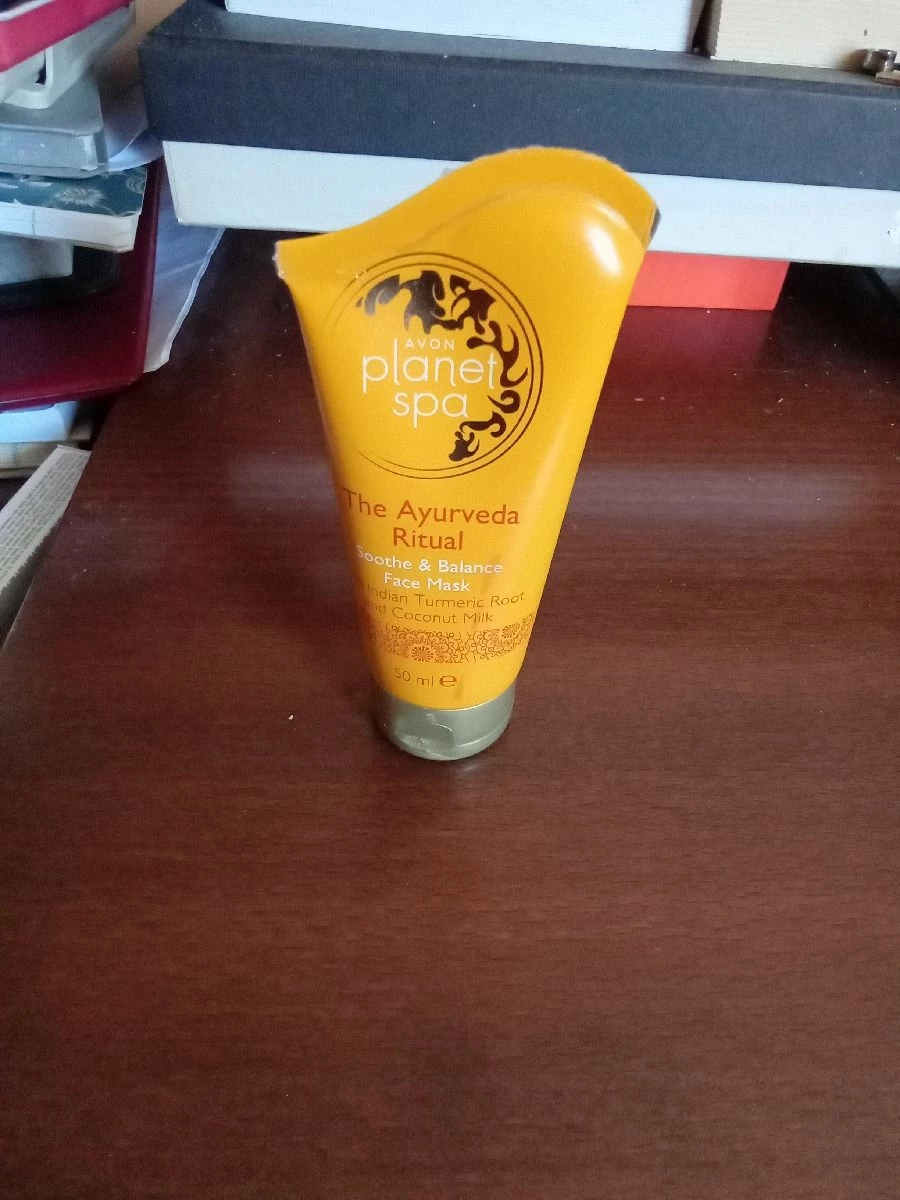 AVON
planet
spa
The Ayurveda
Ritual
Soothe & Balance
Face Mask
Indian Turmeric Root
and Coconut Milk
50 ml ℮